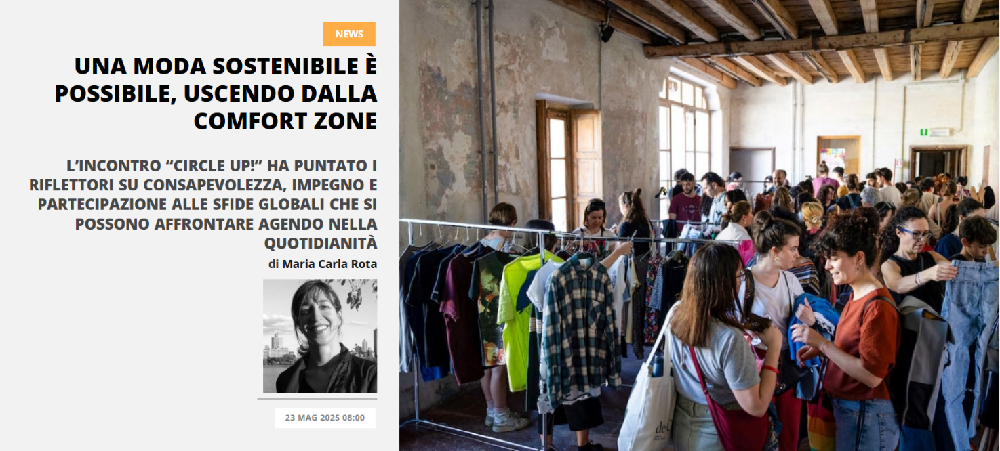 NEWS
UNA MODA SOSTENIBILE È
POSSIBILE, USCENDO DALLA
COMFORT ZONE
L’INCONTRO “CIRCLE UP!” HA PUNTATO I
RIFLETTORI SU CONSAPEVOLEZZA, IMPEGNO E
PARTECIPAZIONE ALLE SFIDE GLOBALI CHE SI
POSSONO AFFRONTARE AGENDO NELLA
QUOTIDIANITÀ
di Maria Carla Rota
23 MAG 2025 08:00